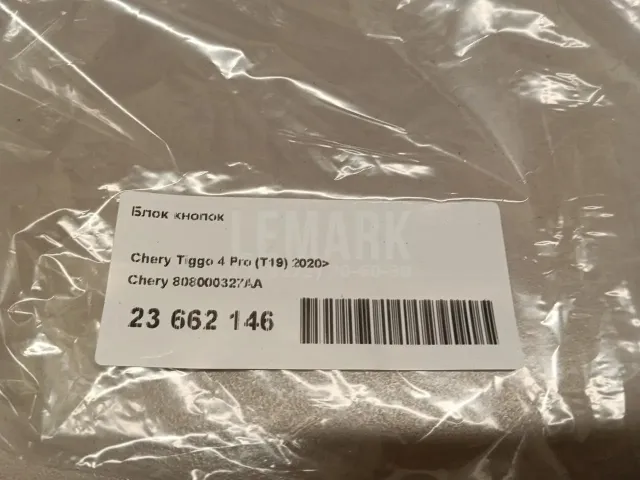 Блок кнопок
LEMARK
Chery Tiggo 4 Pro (T19) 2020>
Chery 808000327AA
23 662 146